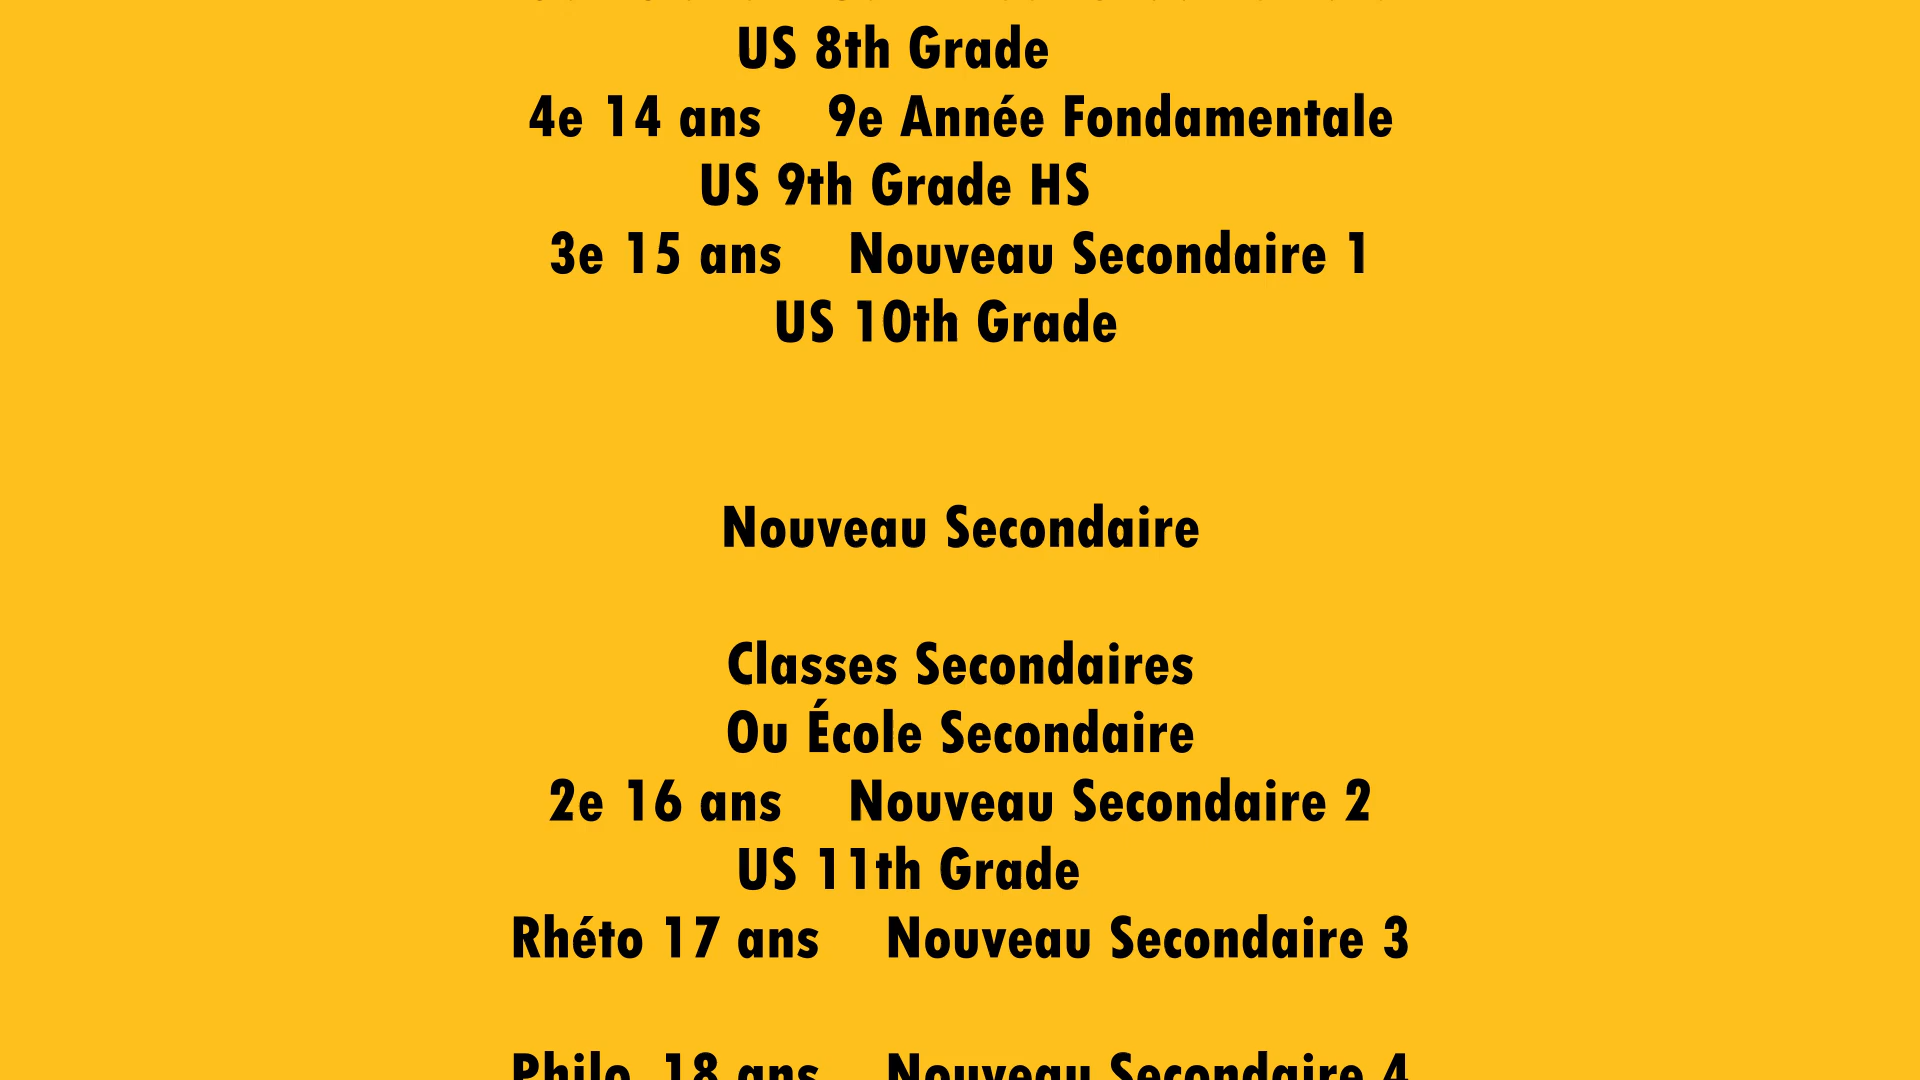 US 8th Grade
4e 14 ans 9e Année Fondamentale
US 9th Grade HS
3e 15 ans Nouveau Secondaire 1
US 10th Grade
Nouveau Secondaire
Classes Secondaires
Ou École Secondaire
2e 16 ans Nouveau Secondaire 2
US 11th Grade
Rhéto 17 ans Nouveau Secondaire 3
Philo 18 ans Nouveau Secondaire 4